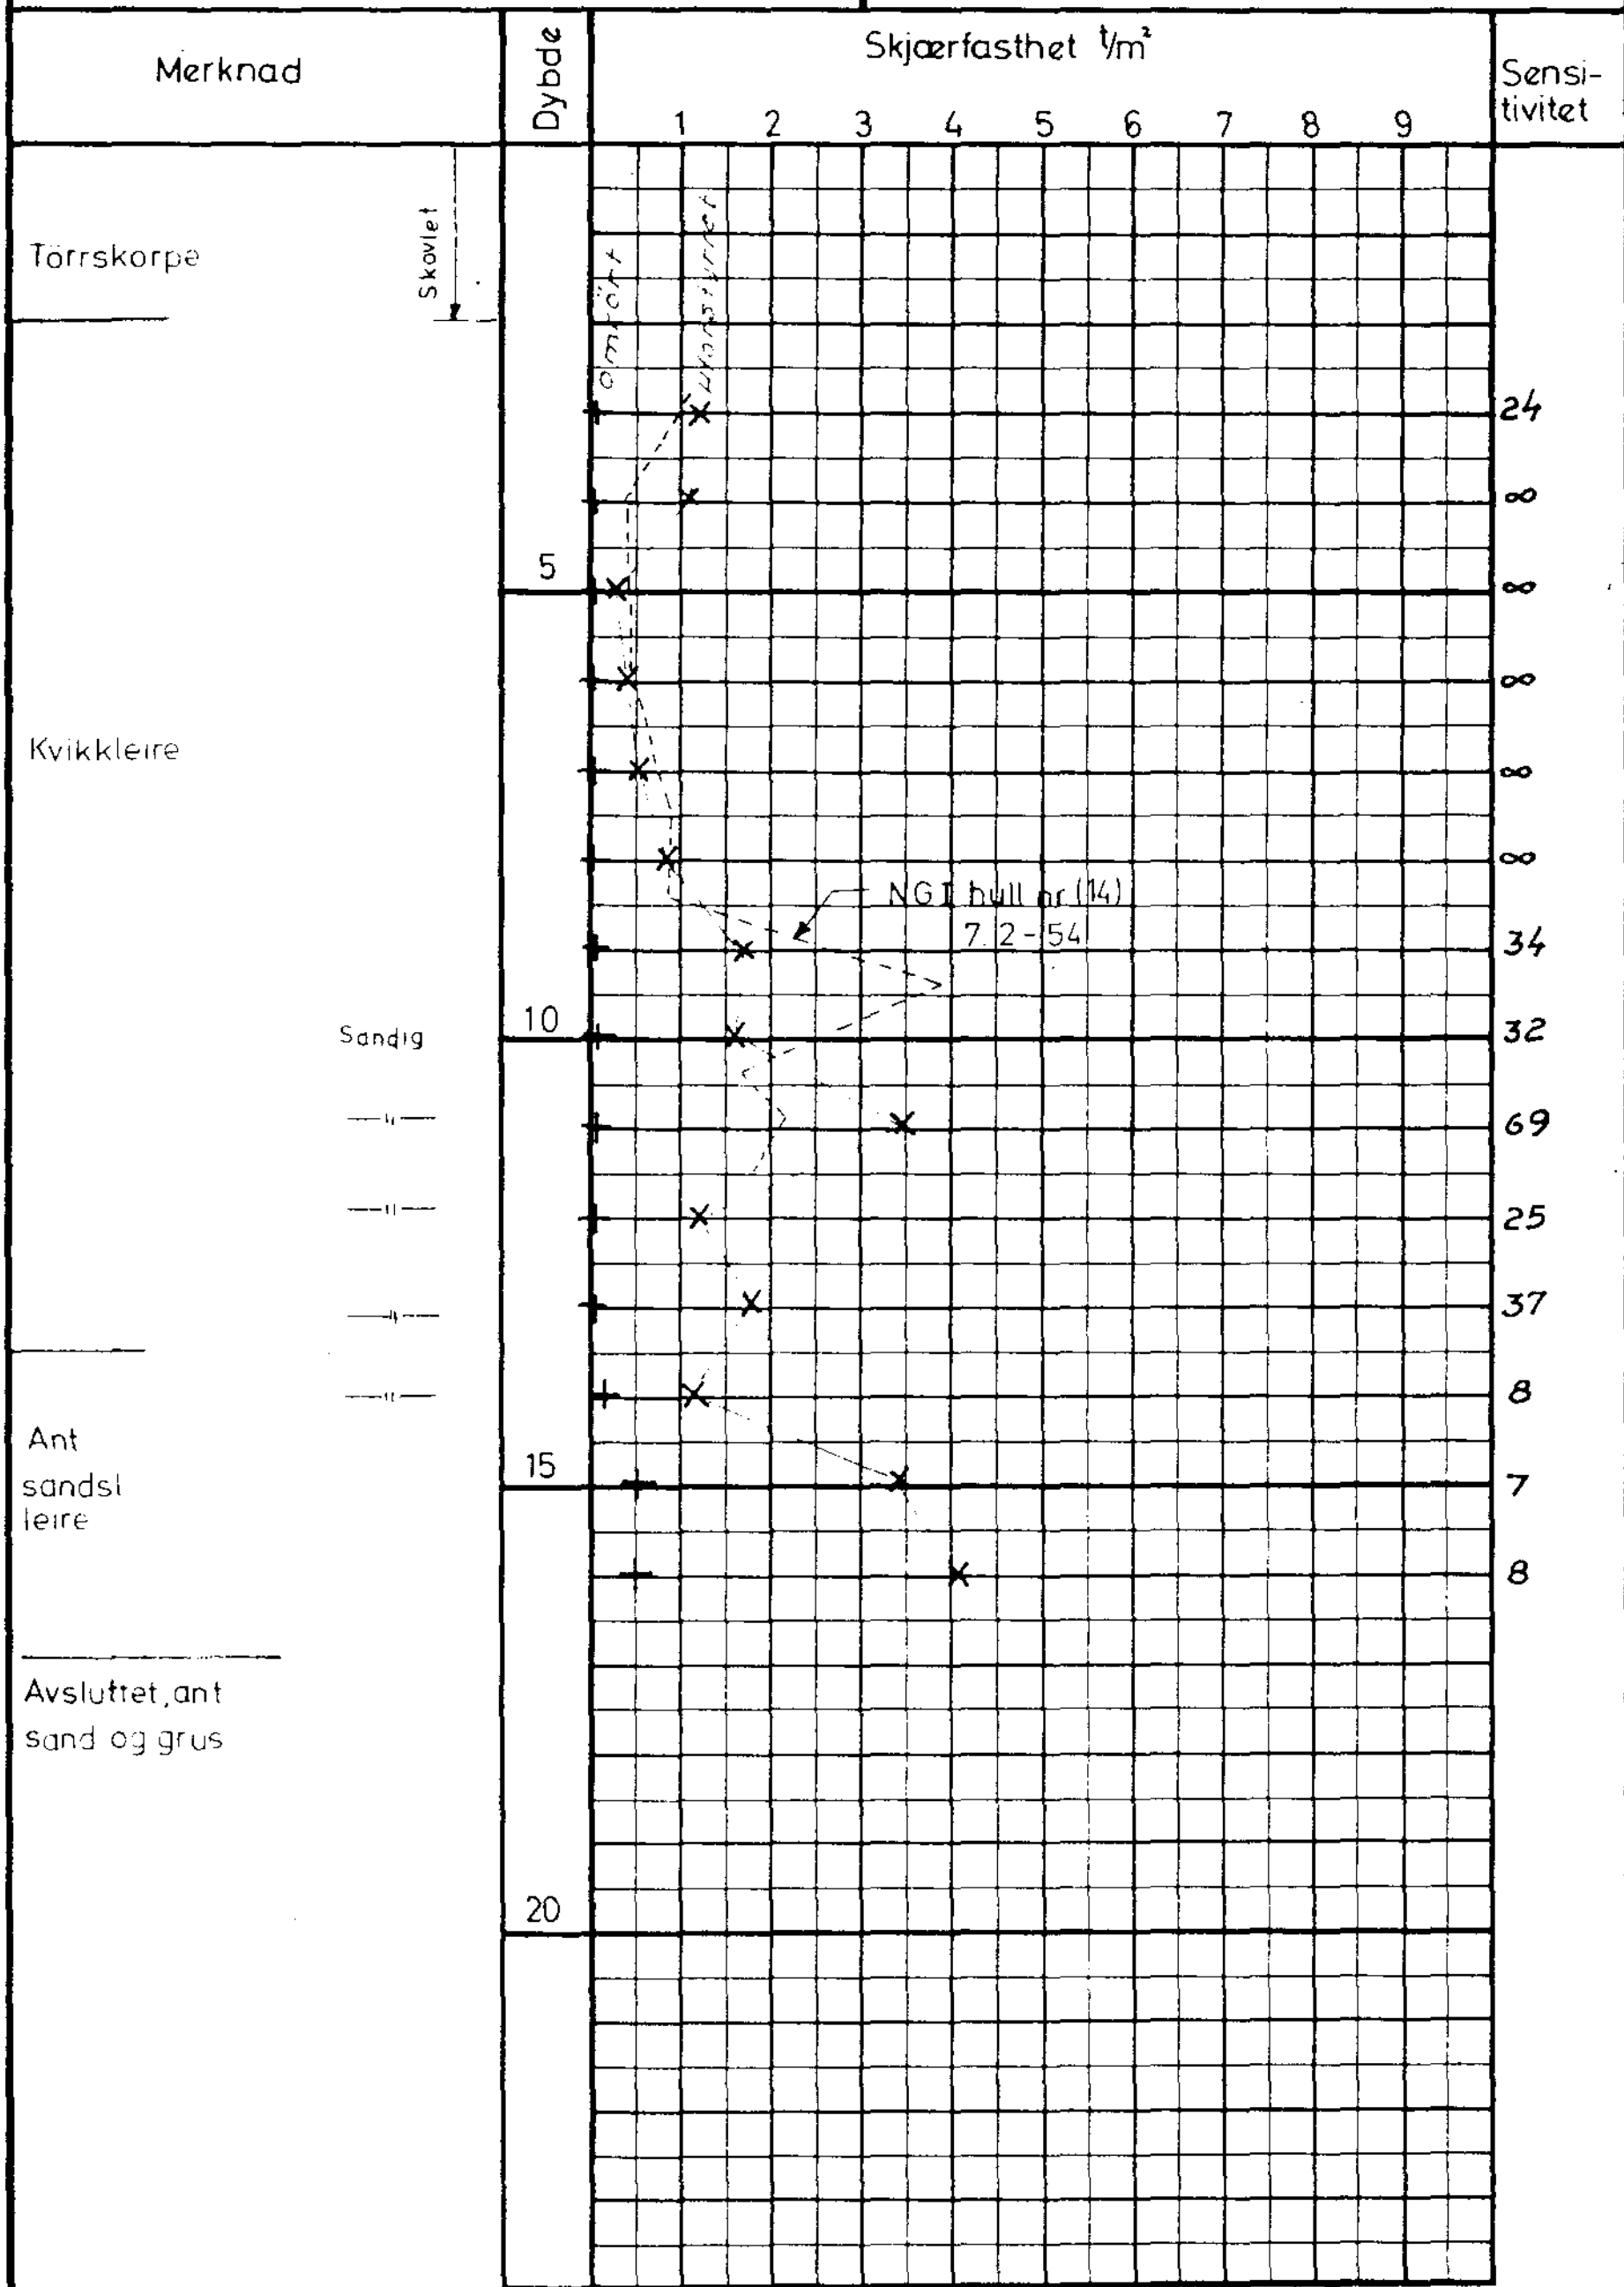 Merknad
Dybde
Skjærfasthet t/m²
Sensi-
tivitet
1 2 3 4 5 6 7 8 9
Skovlet
Törrskorpe
omrört
uforstyrret
24
∞
5
∞
∞
Kvikkleire
∞
∞
NGI hull nr (14)
7.2-54
34
Sandig
10
32
—"—
69
—"—
25
—"—
37
—"—
8
Ant
sandsl
leire
15
7
8
Avsluttet, ant
sand og grus
20